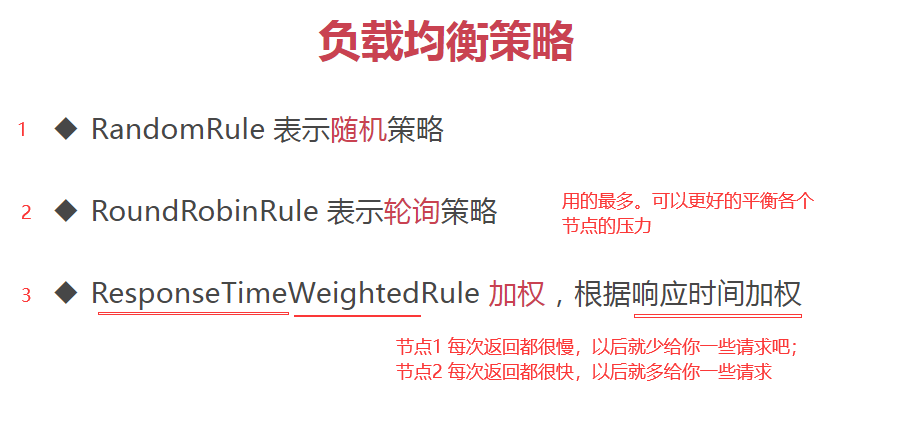 负载均衡策略
1 ◆ RandomRule 表示随机策略
2 ◆ RoundRobinRule 表示轮询策略
用的最多。可以更好的平衡各个
节点的压力
3 ◆ ResponseTimeWeightedRule 加权，根据响应时间加权
节点1 每次返回都很慢，以后就少给你一些请求吧；
节点2 每次返回都很快，以后就多给你一些请求